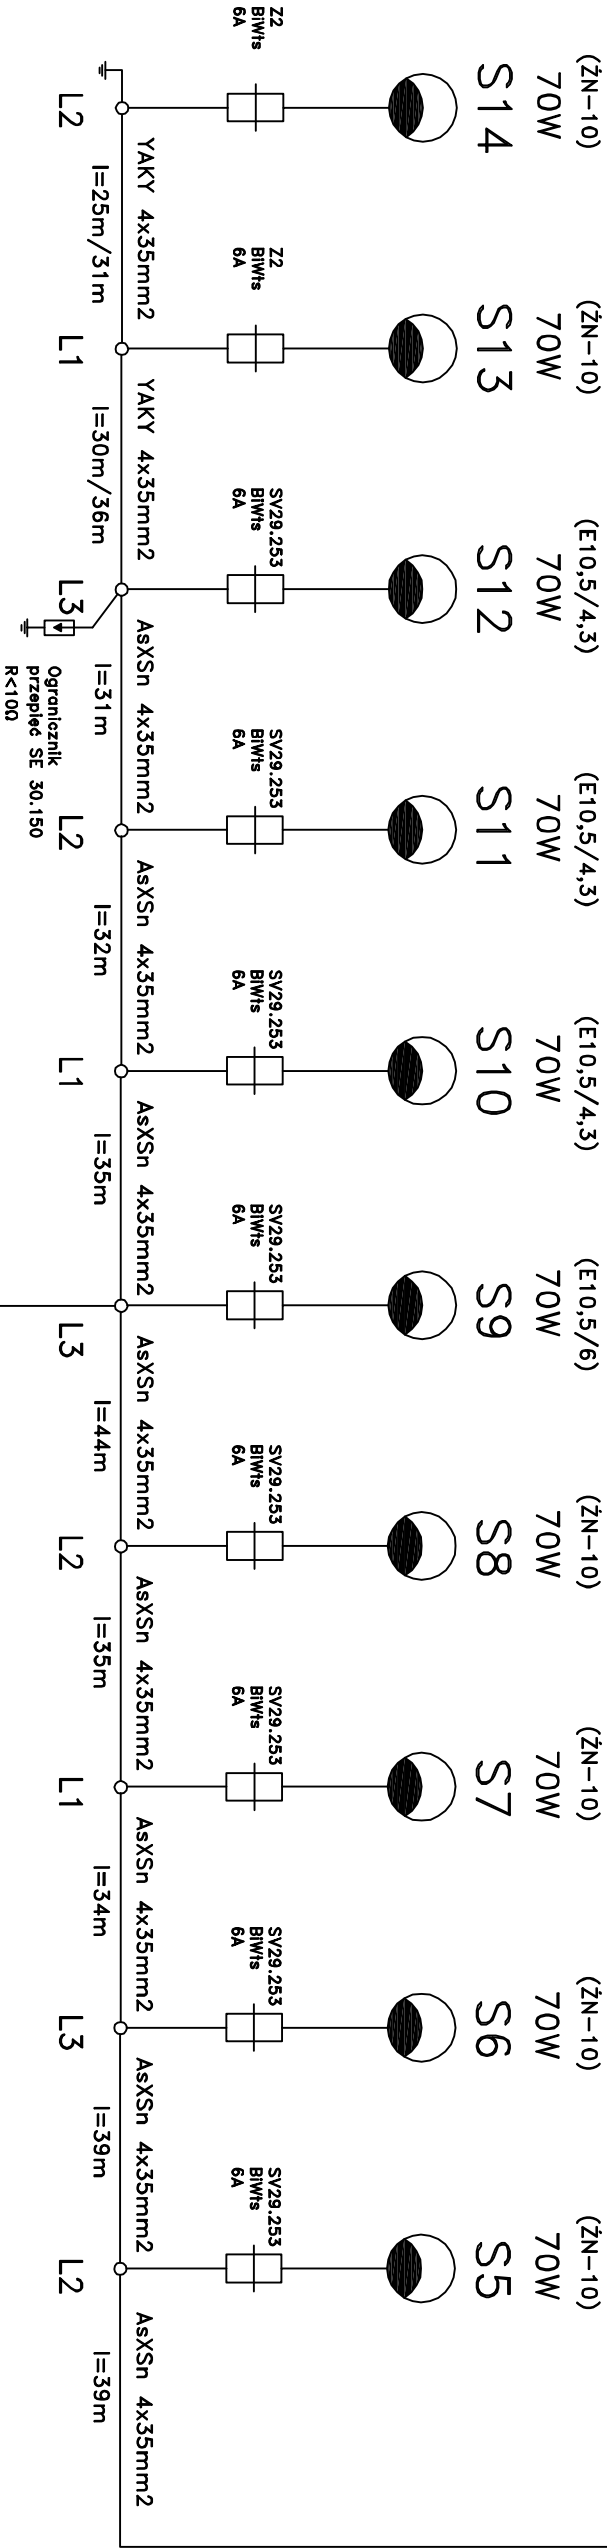 (ŻN-10)
70W
S14
Z2
BiWts
6A
L2
YAKY 4x35mm2
l=25m/31m
(ŻN-10)
70W
S13
Z2
BiWts
6A
L1
YAKY 4x35mm2
l=30m/36m
(E10,5/4,3)
70W
S12
SV29.253
BiWts
6A
L3
Ogranicznik
przepięć SE 30.150
R<10Ω
AsXSn 4x35mm2
l=31m
(E10,5/4,3)
70W
S11
SV29.253
BiWts
6A
L2
AsXSn 4x35mm2
l=32m
(E10,5/4,3)
70W
S10
SV29.253
BiWts
6A
L1
AsXSn 4x35mm2
l=35m
(E10,5/6)
70W
S9
SV29.253
BiWts
6A
L3
AsXSn 4x35mm2
l=44m
(ŻN-10)
70W
S8
SV29.253
BiWts
6A
L2
AsXSn 4x35mm2
l=35m
(ŻN-10)
70W
S7
SV29.253
BiWts
6A
L1
AsXSn 4x35mm2
l=34m
(ŻN-10)
70W
S6
SV29.253
BiWts
6A
L3
AsXSn 4x35mm2
l=39m
(ŻN-10)
70W
S5
SV29.253
BiWts
6A
L2
AsXSn 4x35mm2
l=39m